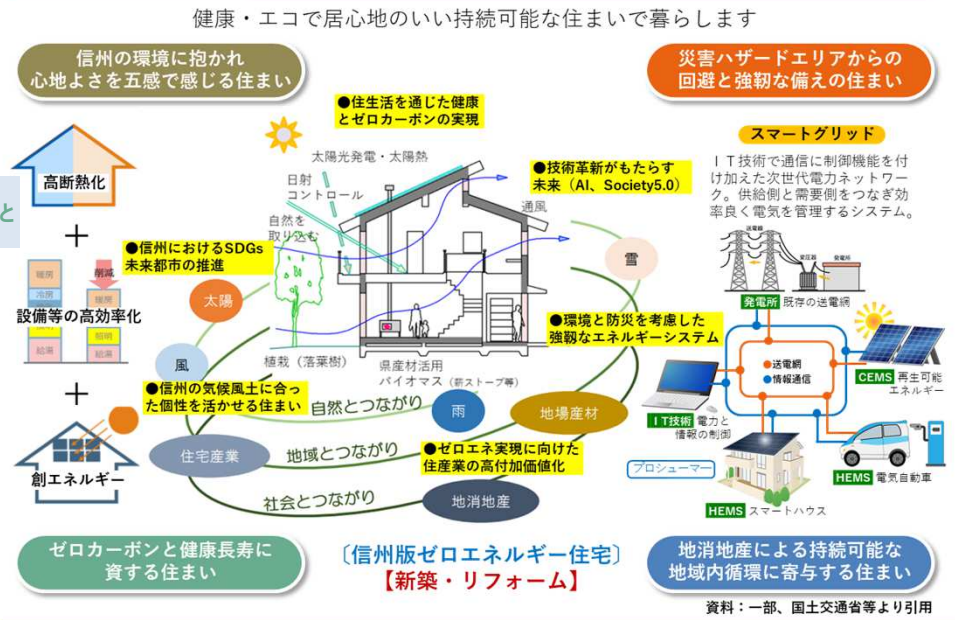 健康・エコで居心地のいい持続可能な住まいで暮らします
信州の環境に抱かれ
心地よさを五感で感じる住まい
災害ハザードエリアからの
回避と強靭な備えの住まい
●住生活を通じた健康
とゼロカーボンの実現
スマートグリッド
ＩＴ技術で通信に制御機能を付
け加えた次世代電力ネットワー
ク。供給側と需要側をつなぎ効
率良く電気を管理するシステム。
太陽光発電・太陽熱
日射
コントロール
●技術革新がもたらす
未来（AI、Society5.0）
高断熱化
と
自然を
取り込む
通風
＋
●信州におけるSDGs
未来都市の推進
雪
送電網
変圧器
発電所
暖房
冷房
削減
暖房
設備等の高効率化
照明
給湯
給湯
太陽
発電所 既存の送電網
●環境と防災を考慮した
強靭なエネルギーシステム
風
植栽（落葉樹）
県産材活用
バイオマス（薪ストーブ等）
●送電網
●情報通信
CEMS 再生可能
エネルギー
＋
●信州の気候風土に合っ
た個性を活かせる住まい
自然とつながり
雨
地場産材
ＩＴ技術 電力と
情報の制御
創エネルギー
住宅産業
地域とつながり
●ゼロエネ実現に向けた
住産業の高付加価値化
プロシューマー
HEMS 電気自動車
社会とつながり
地消地産
HEMS スマートハウス
ゼロカーボンと健康長寿に
資する住まい
〔信州版ゼロエネルギー住宅〕
【新築・リフォーム】
地消地産による持続可能な
地域内循環に寄与する住まい
資料：一部、国土交通省等より引用